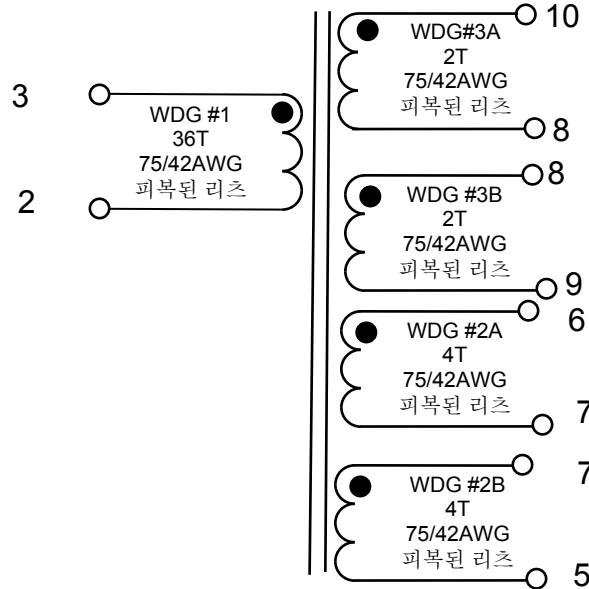 3
WDG #1
36T
75/42AWG
피복된 리츠
2
10
WDG#3A
2T
75/42AWG
피복된 리츠
8
8
WDG #3B
2T
75/42AWG
피복된 리츠
9
6
WDG #2A
4T
75/42AWG
피복된 리츠
7
7
WDG #2B
4T
75/42AWG
피복된 리츠
5